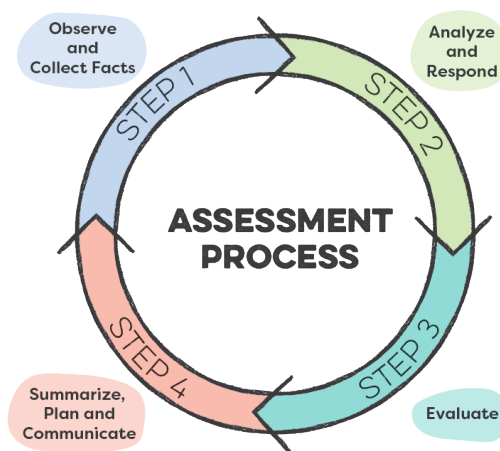 Observe
and
Collect Facts
Analyze
and
Respond
STEP 1
STEP 2
ASSESSMENT
PROCESS
STEP 4
STEP 3
Summarize,
Plan and
Communicate
Evaluate